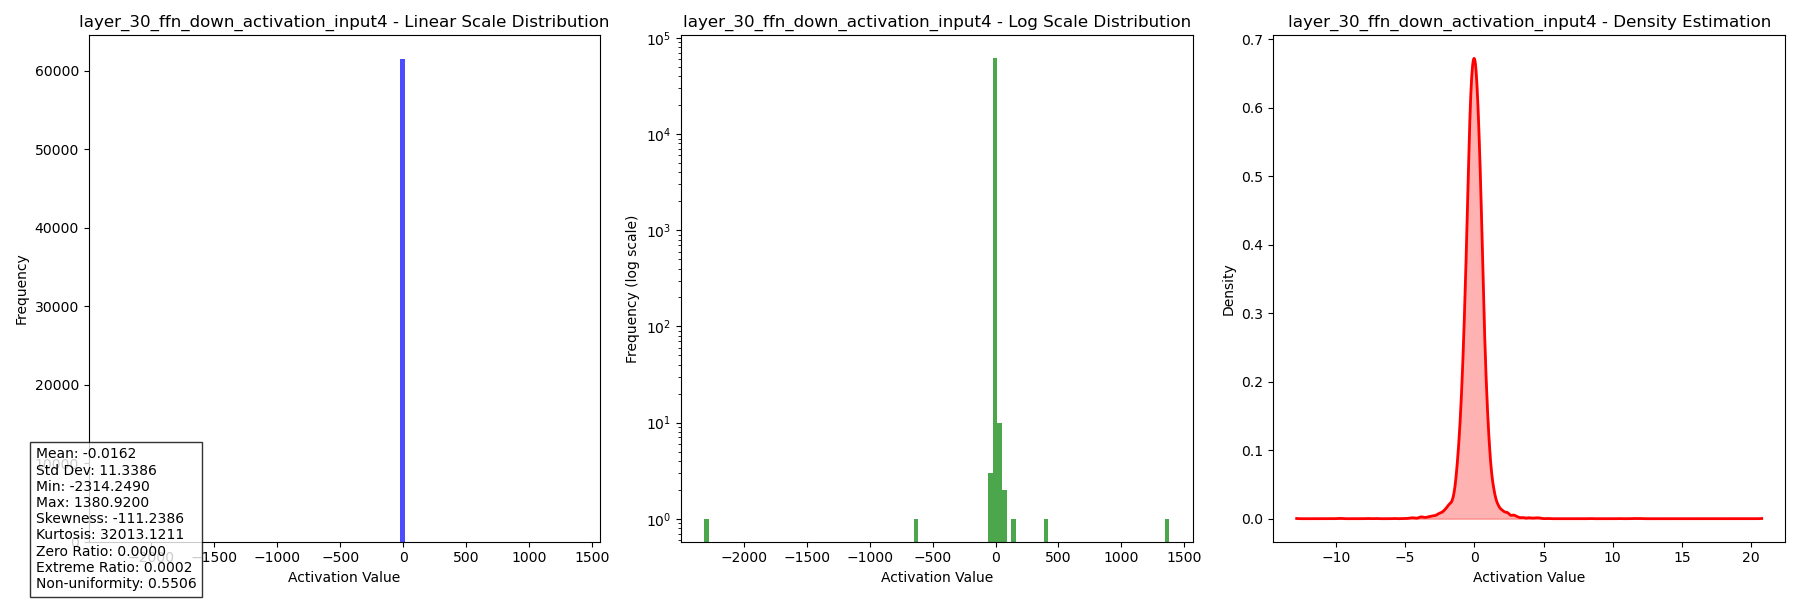 layer_30_ffn_down_activation_input4 - Linear Scale Distribution
60000
50000
40000
30000
20000
10000
0
Frequency
−2000
−1500
−1000
−500
0
500
1000
1500
Activation Value
Mean: -0.0162
Std Dev: 11.3386
Min: -2314.2490
Max: 1380.9200
Skewness: -111.2386
Kurtosis: 32013.1211
Zero Ratio: 0.0000
Extreme Ratio: 0.0002
Non-uniformity: 0.5506
layer_30_ffn_down_activation_input4 - Log Scale Distribution
10^5
10^4
10^3
10^2
10^1
10^0
Frequency (log scale)
−2000
−1500
−1000
−500
0
500
1000
1500
Activation Value
layer_30_ffn_down_activation_input4 - Density Estimation
0.7
0.6
0.5
0.4
0.3
0.2
0.1
0.0
Density
−10
−5
0
5
10
15
20
Activation Value